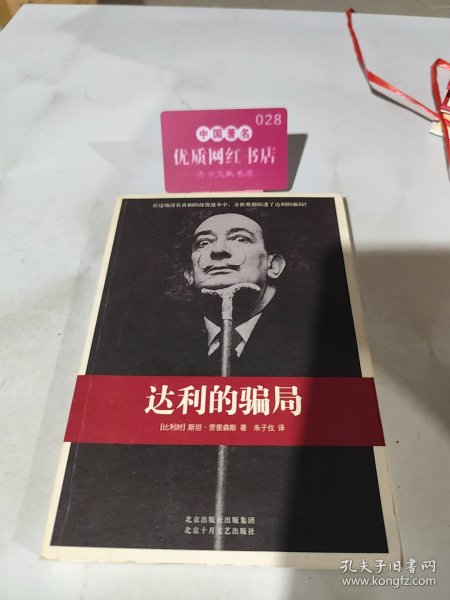 028
中国著名
优质网红书店
古今文献书店
在这场没有真相的投资战争中，全世界都陷进了达利的骗局！
达利的骗局
[比利时] 斯坦·劳里森斯 著 朱子仪 译
北京出版社出版集团
北京十月文艺出版社
孔夫子旧书网
www.kongfz.com